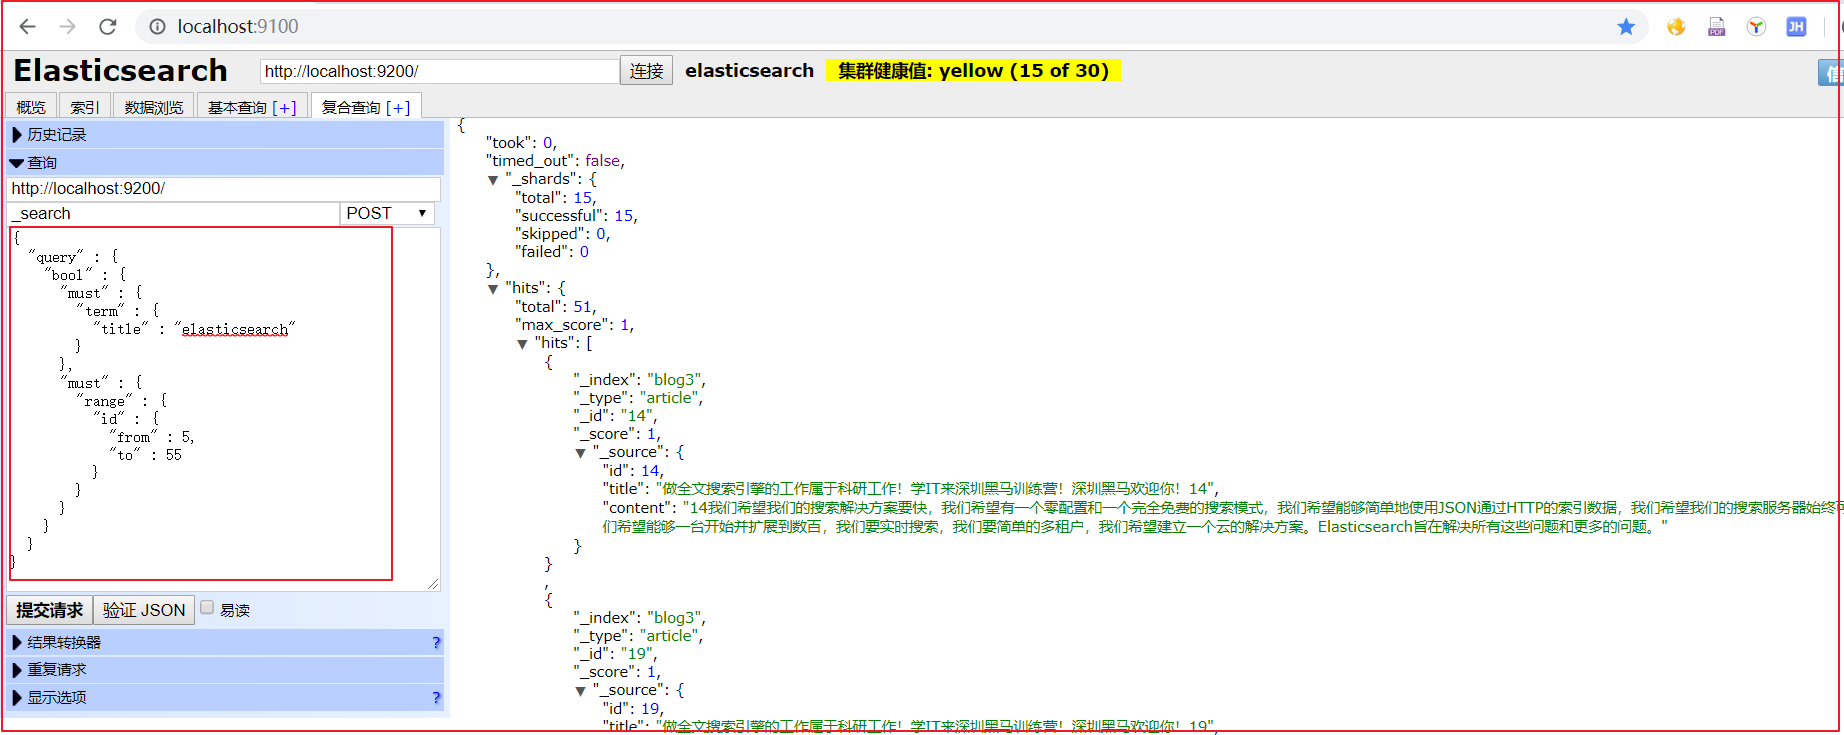 localhost:9100
Elasticsearch http://localhost:9200/ 连接 elasticsearch 集群健康值: yellow (15 of 30)
概览 索引 数据浏览 基本查询 [+] 复合查询 [+]
历史记录
查询
http://localhost:9200/
_search POST
{
"query" : {
"bool" : {
"must" : {
"term" : {
"title" : "elasticsearch"
}
},
"must" : {
"range" : {
"id" : {
"from" : 5,
"to" : 55
}
}
}
}
}
}
提交请求 验证 JSON 易读
结果转换器 ?
重复请求
显示选项 ?
{
"took": 0,
"timed_out": false,
"_shards": {
"total": 15,
"successful": 15,
"skipped": 0,
"failed": 0
},
"hits": {
"total": 51,
"max_score": 1,
"hits": [
{
"_index": "blog3",
"_type": "article",
"_id": "14",
"_score": 1,
"_source": {
"id": 14,
"title": "做全文搜索引擎的工作属于科研工作！学IT来深圳黑马训练营！深圳黑马欢迎你！14",
"content": "14我们希望我们的搜索解决方案要快，我们希望有一个零配置和一个完全免费的搜索模式，我们希望能够简单地使用JSON通过HTTP的索引数据，我们希望我们的搜索服务器始终可
们希望能够一台开始并扩展到数百，我们要实时搜索，我们要简单的多租户，我们希望建立一个云的解决方案。Elasticsearch旨在解决所有这些问题和更多的问题。"
}
}
,
{
"_index": "blog3",
"_type": "article",
"_id": "19",
"_score": 1,
"_source": {
"id": 19,
"title": "做全文搜索引擎的工作属于科研工作！学IT来深圳黑马训练营！深圳黑马欢迎你！19",